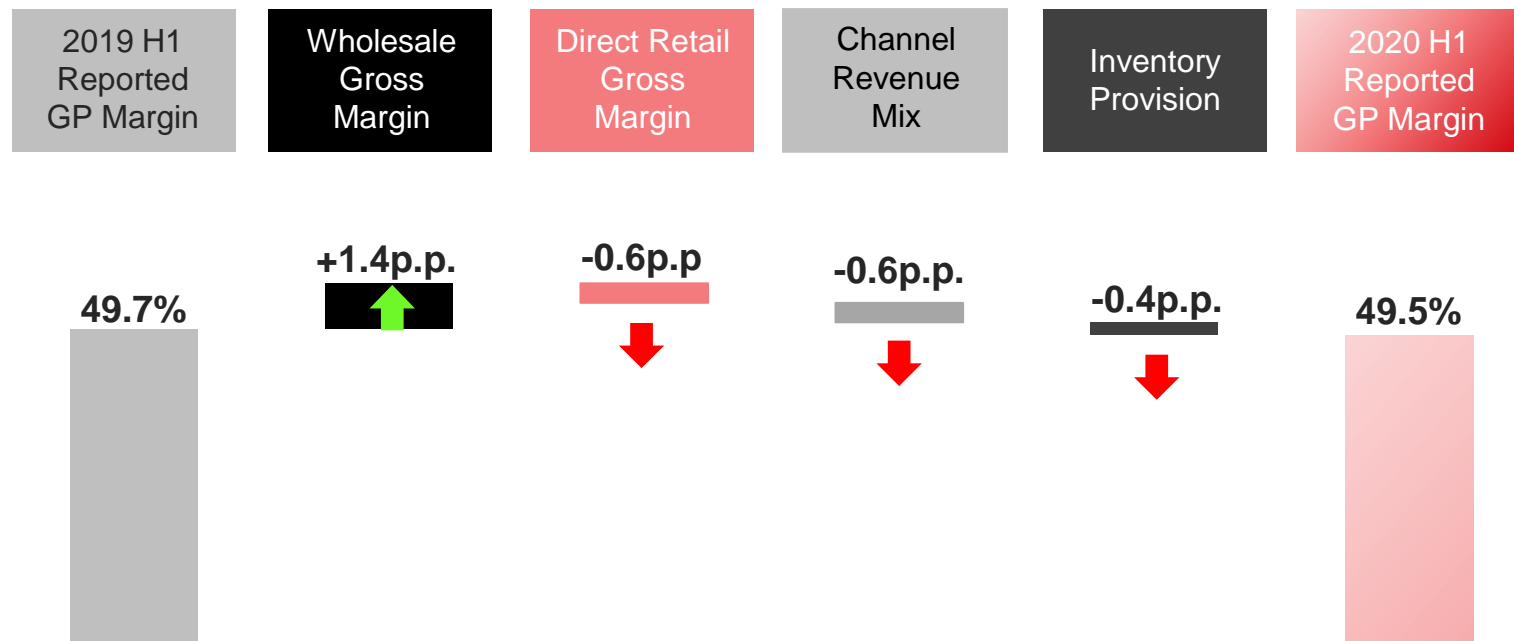 2019 H1
Reported
GP Margin
Wholesale
Gross
Margin
Direct Retail
Gross
Margin
Channel
Revenue
Mix
Inventory
Provision
2020 H1
Reported
GP Margin
49.7%
+1.4p.p.
-0.6p.p
-0.6p.p.
-0.4p.p.
49.5%